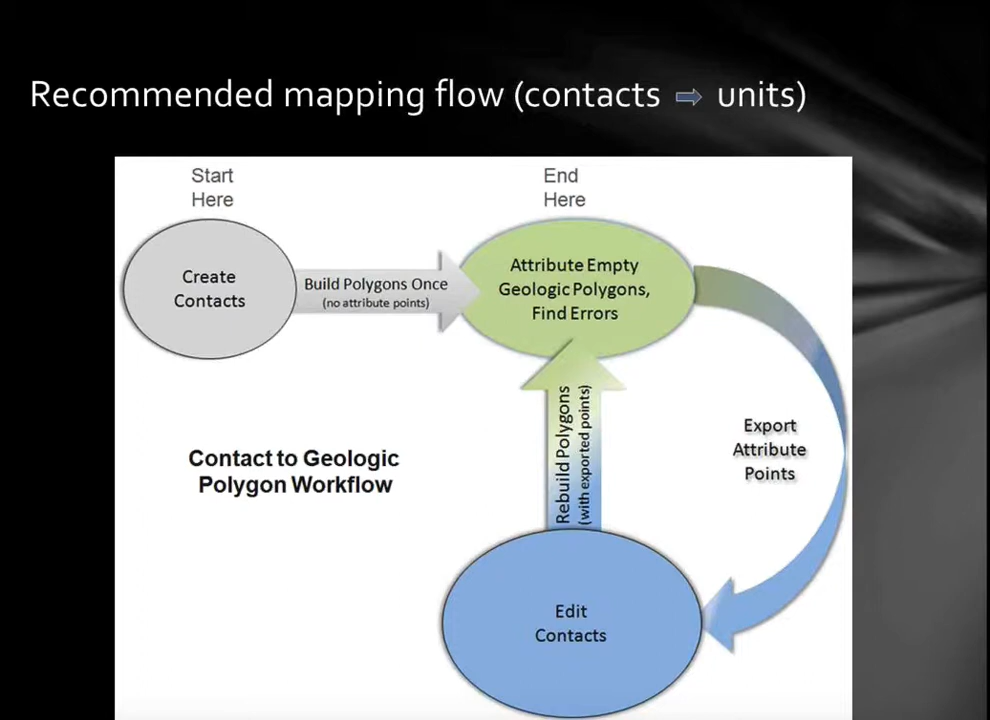 Recommended mapping flow (contacts ➡ units)
Start
Here
End
Here
Create
Contacts
Build Polygons Once
(no attribute points)
Attribute Empty
Geologic Polygons,
Find Errors
Export
Attribute
Points
Rebuild Polygons
(with exported points)
Contact to Geologic
Polygon Workflow
Edit
Contacts